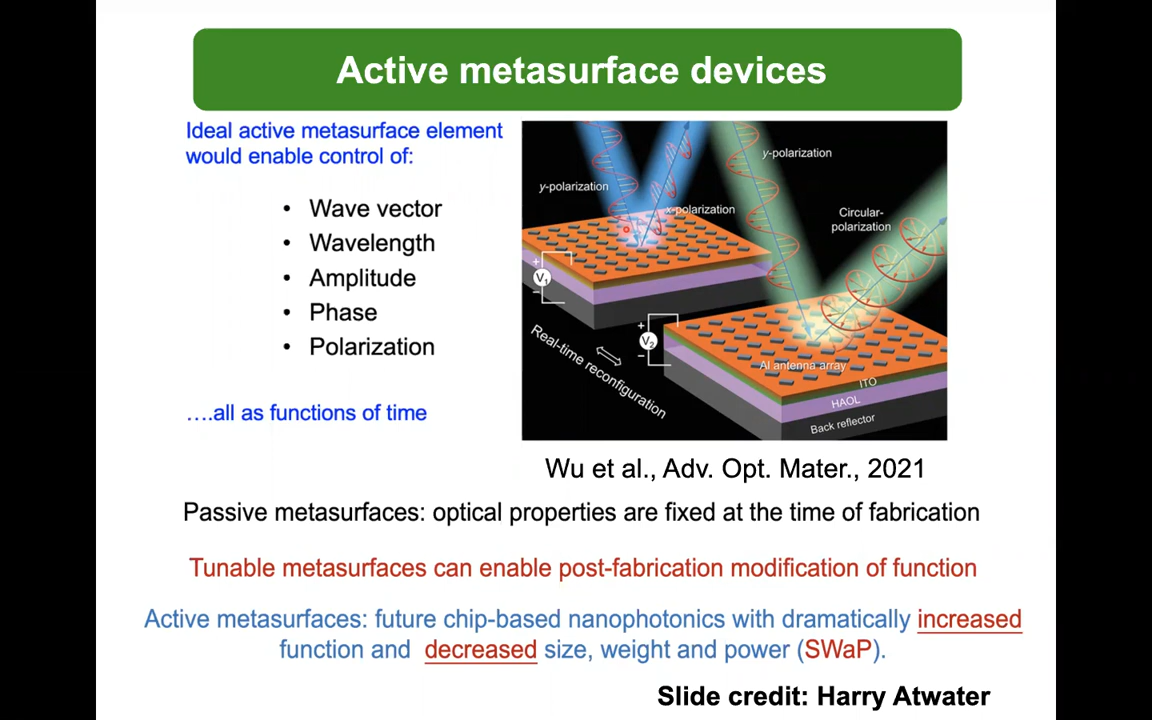 Active metasurface devices
Ideal active metasurface element
would enable control of:
• Wave vector
• Wavelength
• Amplitude
• Phase
• Polarization
….all as functions of time
y-polarization
x-polarization
y-polarization
Circular-
polarization
+
V₁
−
+
V₂
−
Real-time reconfiguration
Al antenna array
ITO
HAOL
Back reflector
Wu et al., Adv. Opt. Mater., 2021
Passive metasurfaces: optical properties are fixed at the time of fabrication
Tunable metasurfaces can enable post-fabrication modification of function
Active metasurfaces: future chip-based nanophotonics with dramatically increased
function and decreased size, weight and power (SWaP).
Slide credit: Harry Atwater